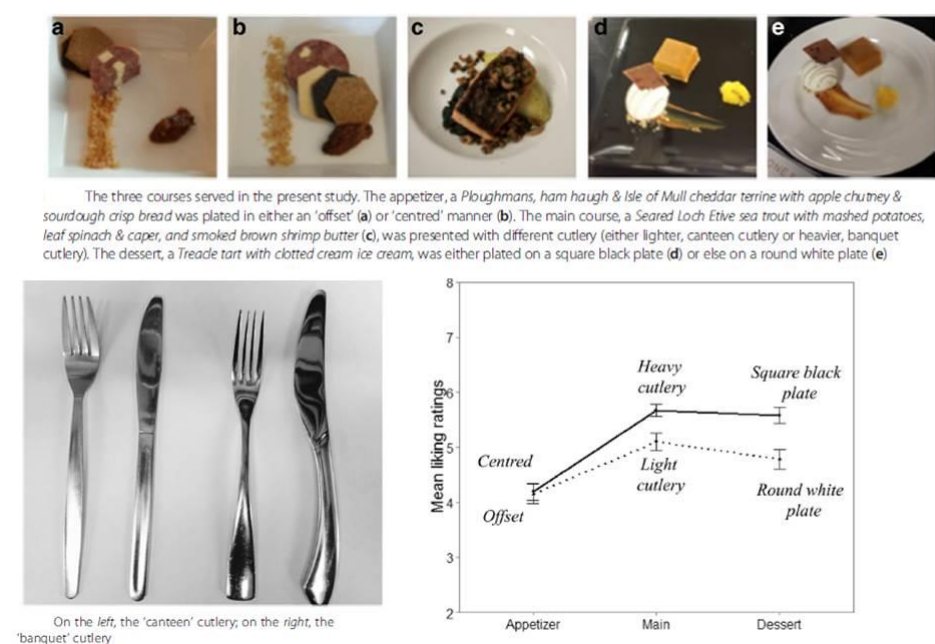 a b c d e
The three courses served in the present study. The appetizer, a Ploughmans, ham haugh & Isle of Mull cheddar terrine with apple chutney &
sourdough crisp bread was plated in either an 'offset' (a) or 'centred' manner (b). The main course, a Seared Loch Etive sea trout with mashed potatoes,
leaf spinach & caper, and smoked brown shrimp butter (c), was presented with different cutlery (either lighter, canteen cutlery or heavier, banquet
cutlery). The dessert, a Treacle tart with clotted cream ice cream, was either plated on a square black plate (d) or else on a round white plate (e)
On the left, the 'canteen' cutlery; on the right, the
'banquet' cutlery
Mean liking ratings
8
7
6
5
4
3
2
Heavy
cutlery
Square black
plate
Centred
Light
cutlery
Offset
Round white
plate
Appetizer Main Dessert